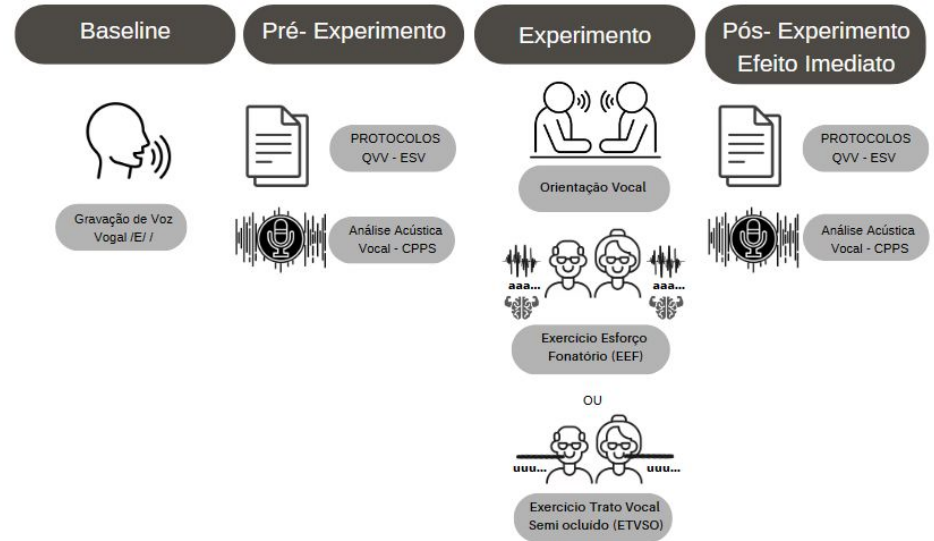 Baseline
Gravação de Voz
Vogal /E/ /
Pré- Experimento
PROTOCOLOS
QVV - ESV
Análise Acústica
Vocal - CPPS
Experimento
Orientação Vocal
aaa...
aaa...
Exercício Esforço
Fonatório (EEF)
OU
uuu...
uuu...
Exercício Trato Vocal
Semi ocluído (ETVSO)
Pós- Experimento
Efeito Imediato
PROTOCOLOS
QVV - ESV
Análise Acústica
Vocal - CPPS